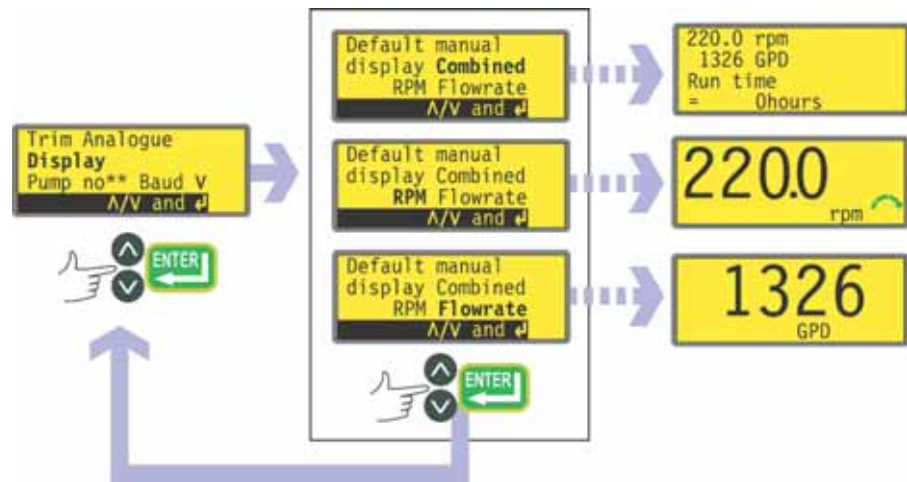 Trim Analogue
Display
Pump no** Baud V
∧/∨ and ↲
ENTER
Default manual
display Combined
RPM Flowrate
∧/∨ and ↲
Default manual
display Combined
RPM Flowrate
∧/∨ and ↲
Default manual
display Combined
RPM Flowrate
∧/∨ and ↲
ENTER
220.0 rpm
1326 GPD
Run time
= 0hours
220.0
rpm
1326
GPD